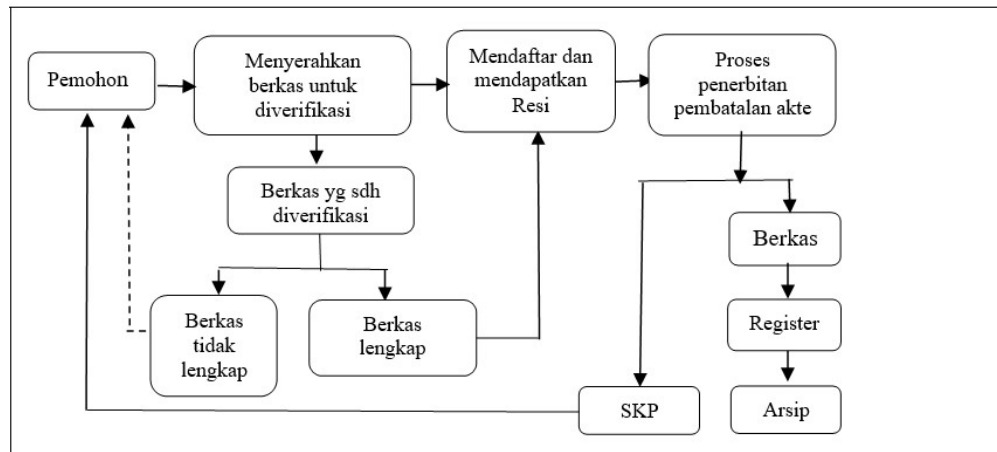 Pemohon
Menyerahkan
berkas untuk
diverifikasi
Mendaftar dan
mendapatkan
Resi
Proses
penerbitan
pembatalan akte
Berkas yg sdh
diverifikasi
Berkas
tidak
lengkap
Berkas
lengkap
Berkas
Register
SKP
Arsip